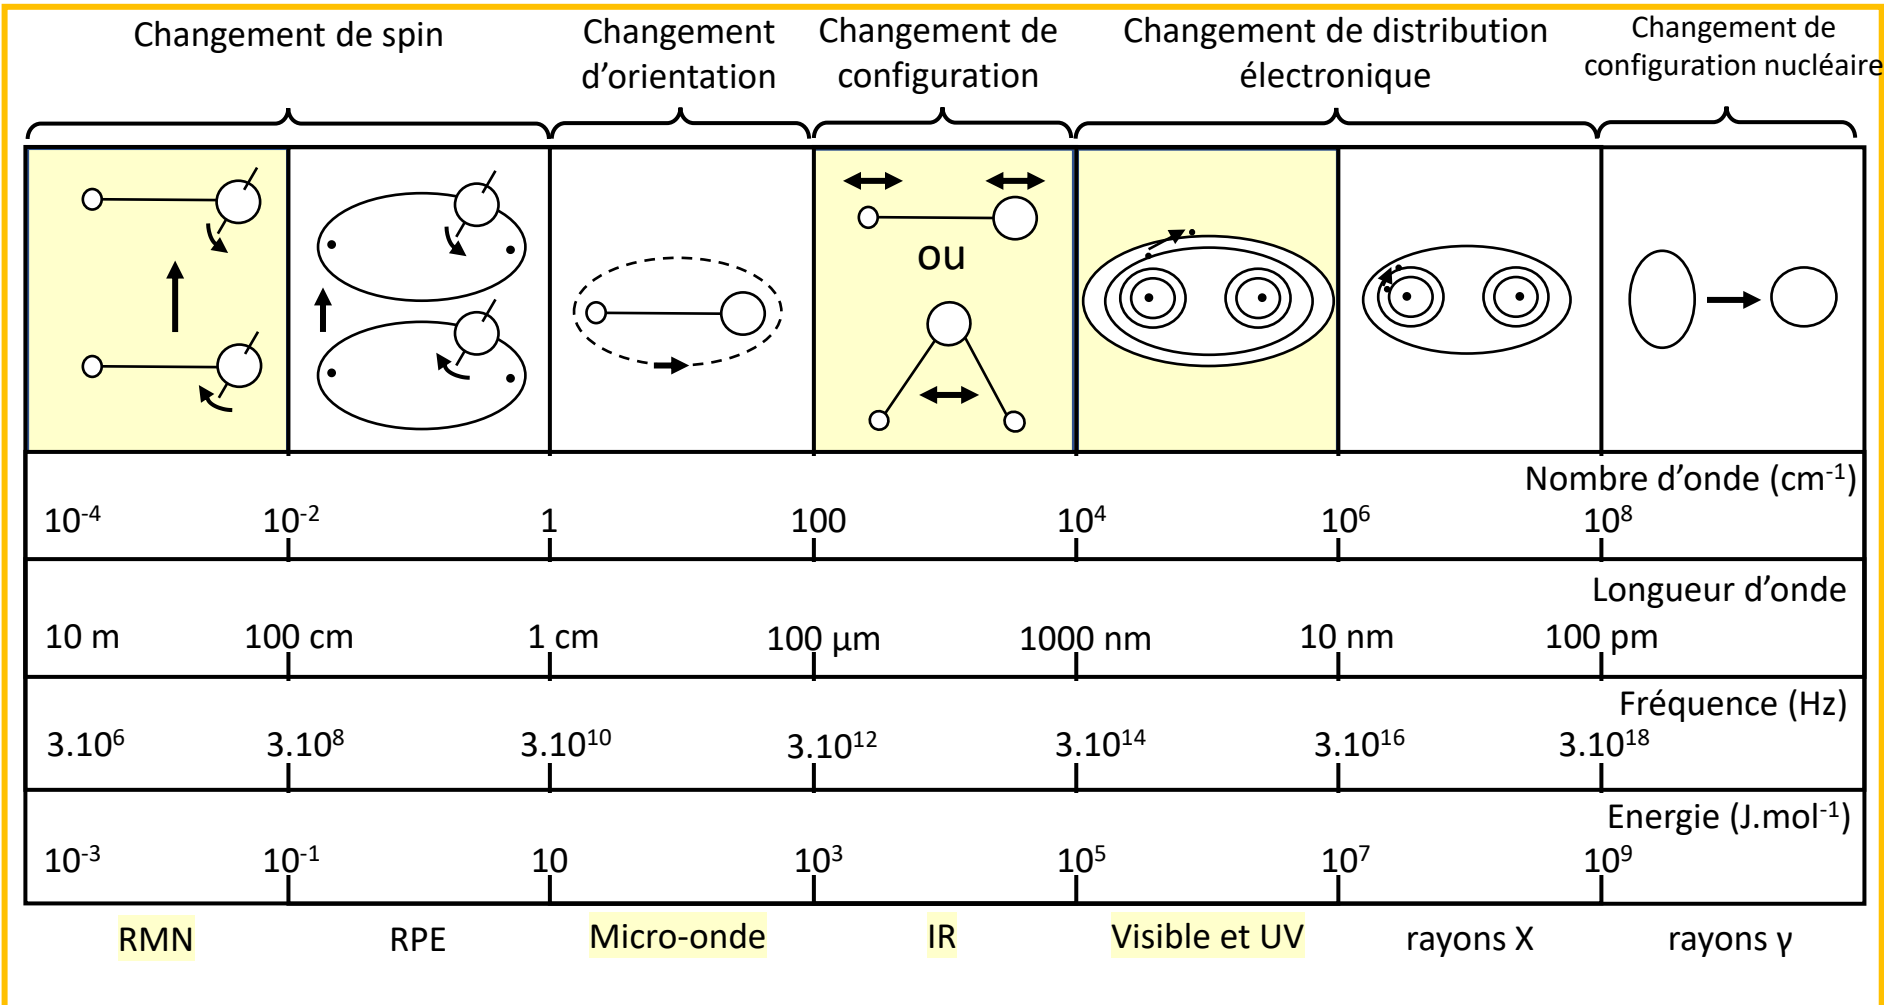 Changement de spin
Changement
d'orientation
Changement de
configuration
Changement de distribution
électronique
Changement de
configuration nucléaire
ou
Nombre d'onde (cm⁻¹)
10⁻⁴ 10⁻² 1 100 10⁴ 10⁶ 10⁸
Longueur d'onde
10 m 100 cm 1 cm 100 µm 1000 nm 10 nm 100 pm
Fréquence (Hz)
3.10⁶ 3.10⁸ 3.10¹⁰ 3.10¹² 3.10¹⁴ 3.10¹⁶ 3.10¹⁸
Energie (J.mol⁻¹)
10⁻³ 10⁻¹ 10 10³ 10⁵ 10⁷ 10⁹
RMN RPE Micro-onde IR Visible et UV rayons X rayons γ